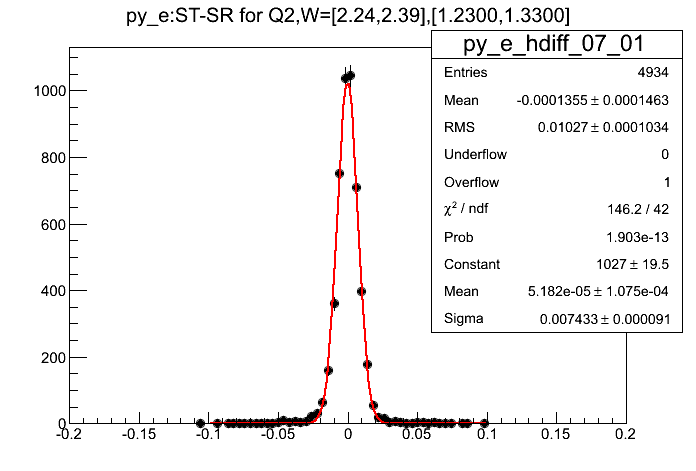 py_e:ST-SR for Q2,W=[2.24,2.39],[1.2300,1.3300]
py_e_hdiff_07_01
Entries 4934
Mean -0.0001355 ± 0.0001463
RMS 0.01027 ± 0.0001034
Underflow 0
Overflow 1
χ² / ndf 146.2 / 42
Prob 1.903e-13
Constant 1027 ± 19.5
Mean 5.182e-05 ± 1.075e-04
Sigma 0.007433 ± 0.000091
1000
800
600
400
200
0
-0.2 -0.15 -0.1 -0.05 0 0.05 0.1 0.15 0.2